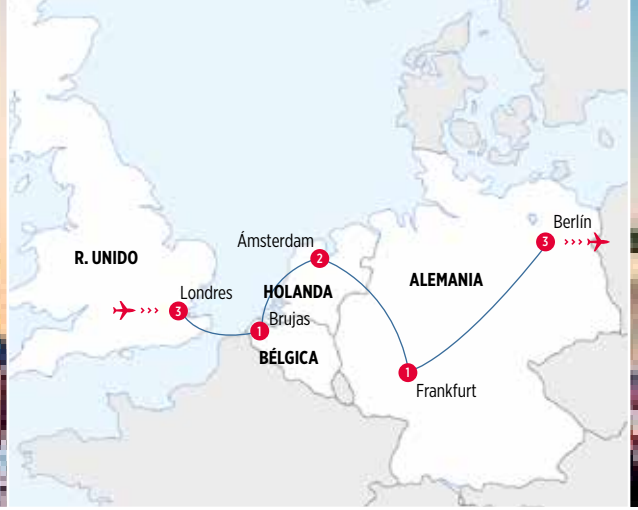 Berlín
3
Ámsterdam
2
R. UNIDO
ALEMANIA
Londres
3
HOLANDA
Brujas
1
BÉLGICA
1
Frankfurt